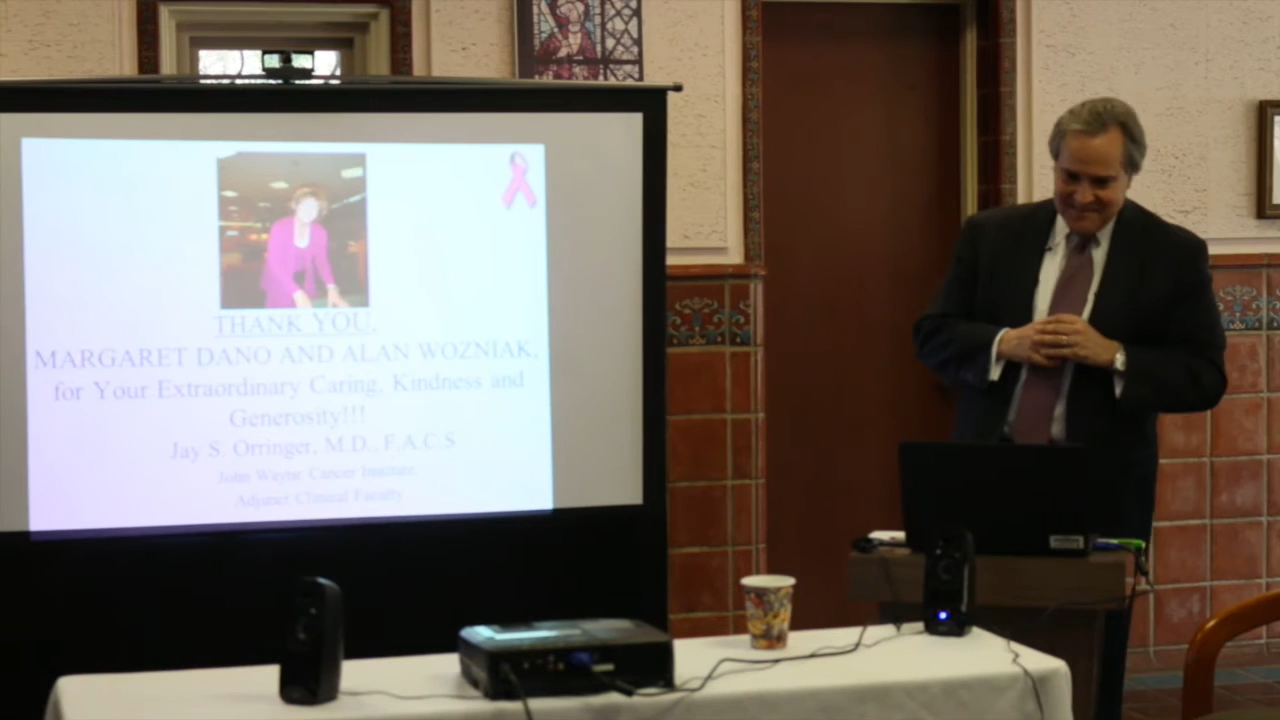 THANK YOU,
MARGARET DANO AND ALAN WOZNIAK,
for Your Extraordinary Caring, Kindness and
Generosity!!!
Jay S. Orringer, M.D., F.A.C.S
John Wayne Cancer Institute
Adjunct Clinical Faculty